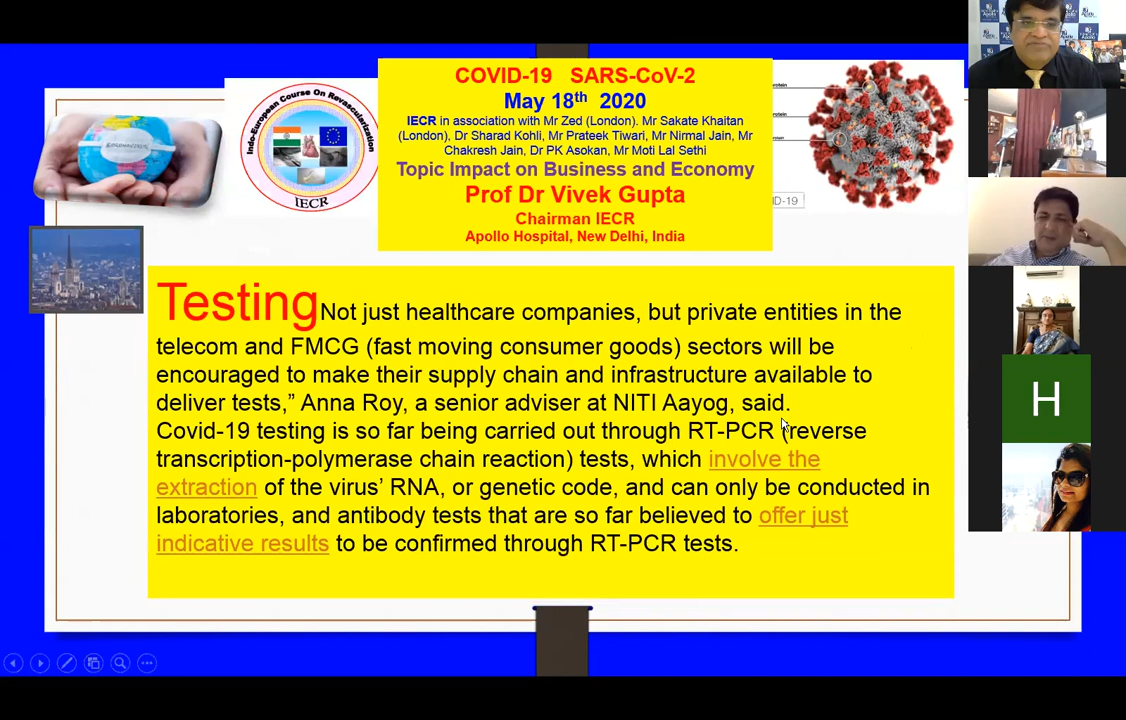 COVID-19 SARS-CoV-2
May 18th 2020
IECR in association with Mr Zed (London). Mr Sakate Khaitan
(London), Dr Sharad Kohli, Mr Prateek Tiwari, Mr Nirmal Jain, Mr
Chakresh Jain, Dr PK Asokan, Mr Moti Lal Sethi
Topic Impact on Business and Economy
Prof Dr Vivek Gupta
Chairman IECR
Apollo Hospital, New Delhi, India
Indo-European Course On Revascularization
IECR
ID-19
Testing Not just healthcare companies, but private entities in the
telecom and FMCG (fast moving consumer goods) sectors will be
encouraged to make their supply chain and infrastructure available to
deliver tests,” Anna Roy, a senior adviser at NITI Aayog, said.
Covid-19 testing is so far being carried out through RT-PCR (reverse
transcription-polymerase chain reaction) tests, which involve the
extraction of the virus’ RNA, or genetic code, and can only be conducted in
laboratories, and antibody tests that are so far believed to offer just
indicative results to be confirmed through RT-PCR tests.
H